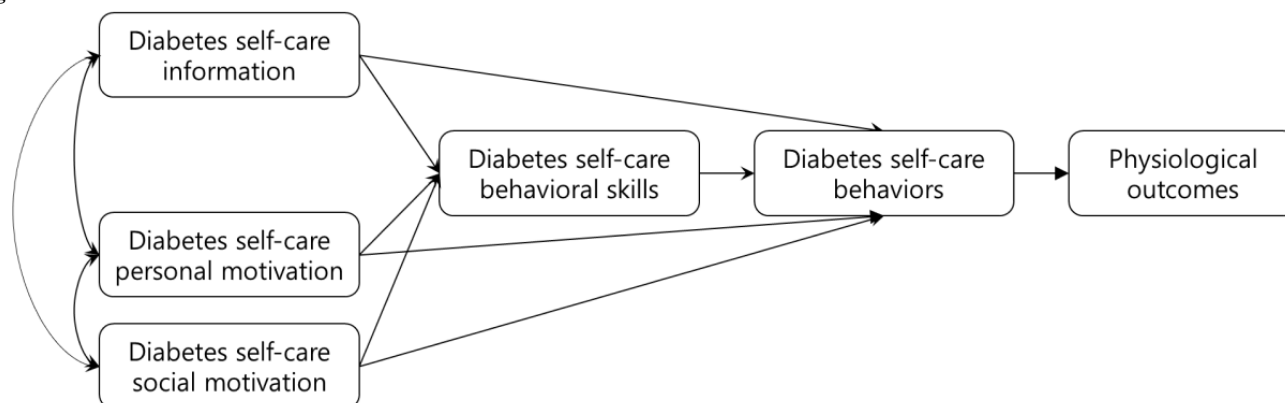 Diabetes self-care
information
Diabetes self-care
behavioral skills
Diabetes self-care
behaviors
Physiological
outcomes
Diabetes self-care
personal motivation
Diabetes self-care
social motivation